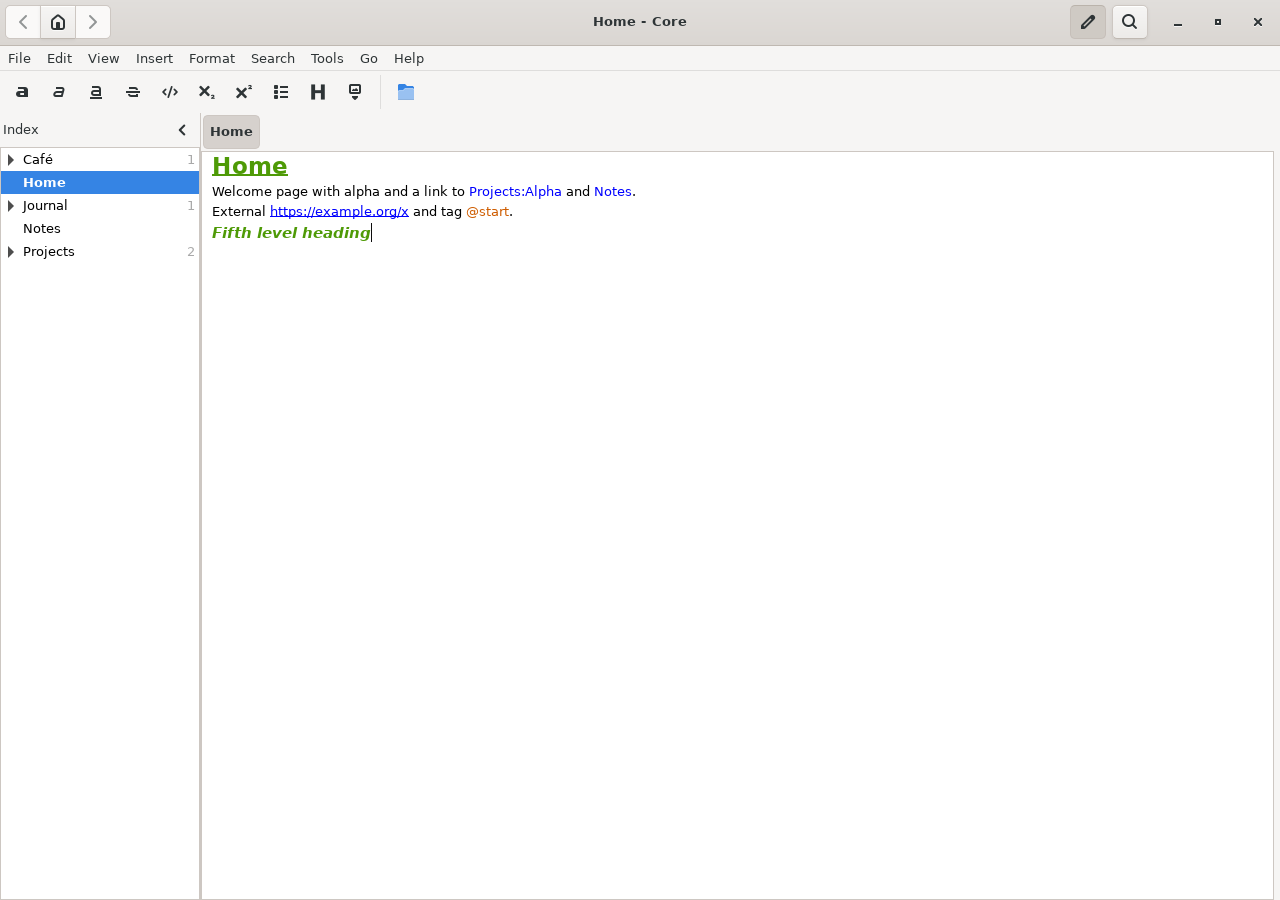 Home - Core
File Edit View Insert Format Search Tools Go Help
Index
Home
Café 1
Home
Journal 1
Notes
Projects 2
Home
Welcome page with alpha and a link to Projects:Alpha and Notes.
External https://example.org/x and tag @start.
Fifth level heading